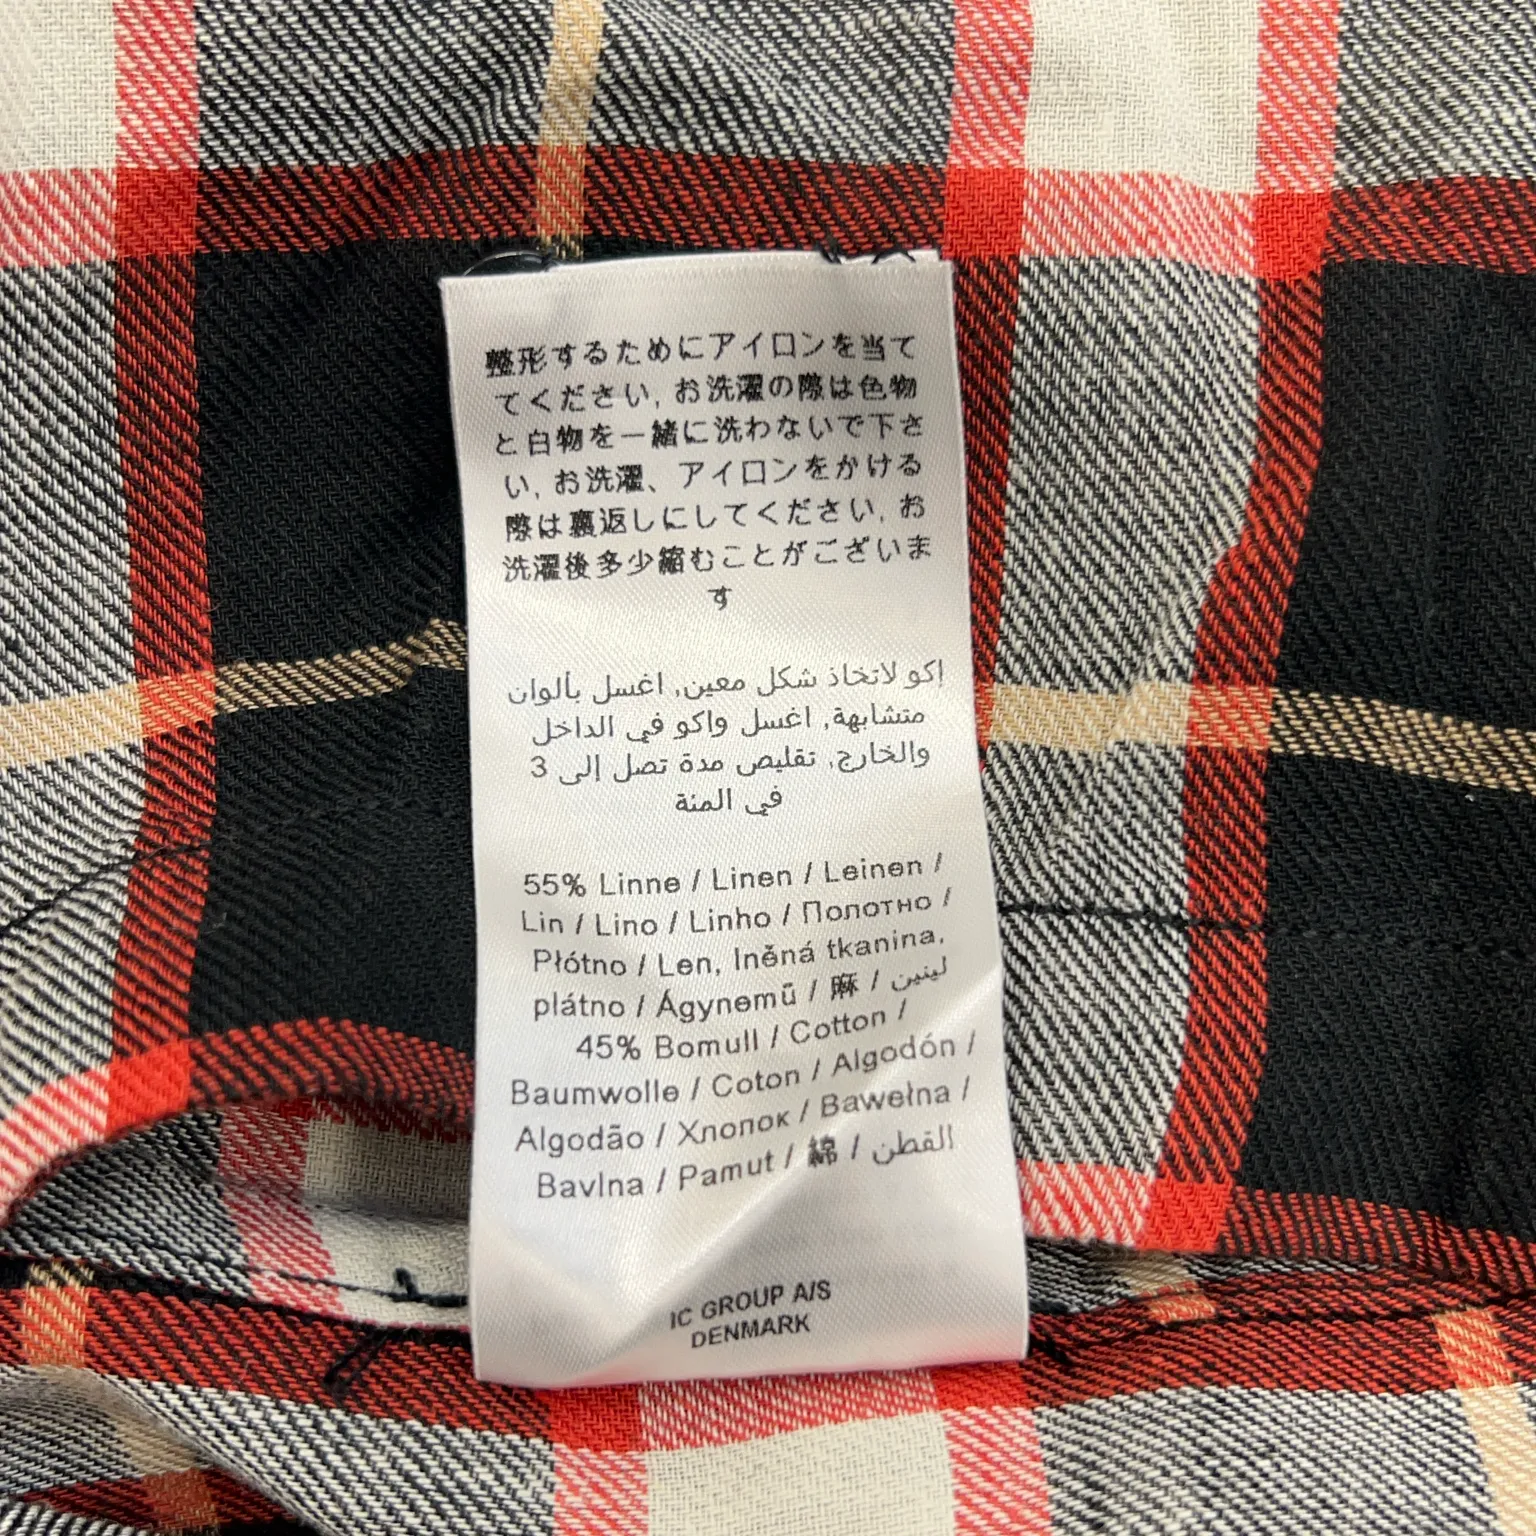 整形するためにアイロンを当て
てください, お洗濯の際は色物
と白物を一緒に洗わないで下さ
い, お洗濯、アイロンをかける
際は裏返しにしてください, お
洗濯後多少縮むことがございま
す
إكو لاتخاذ شكل معين, اغسل بألوان
متشابهة, اغسل واكو في الداخل
والخارج, تقليص مدة تصل إلى 3
في المئة
55% Linne / Linen / Leinen /
Lin / Lino / Linho / Полотно /
Płótno / Len, lněná tkanina,
plátno / Ágynemű / 麻 / لينين
45% Bomull / Cotton /
Baumwolle / Coton / Algodón /
Algodão / Хлопок / Bawełna /
Bavlna / Pamut / 綿 / القطن
IC GROUP A/S
DENMARK